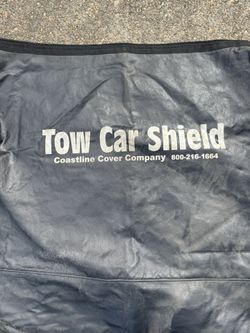 Tow Car Shield
Coastline Cover Company 800-216-1664